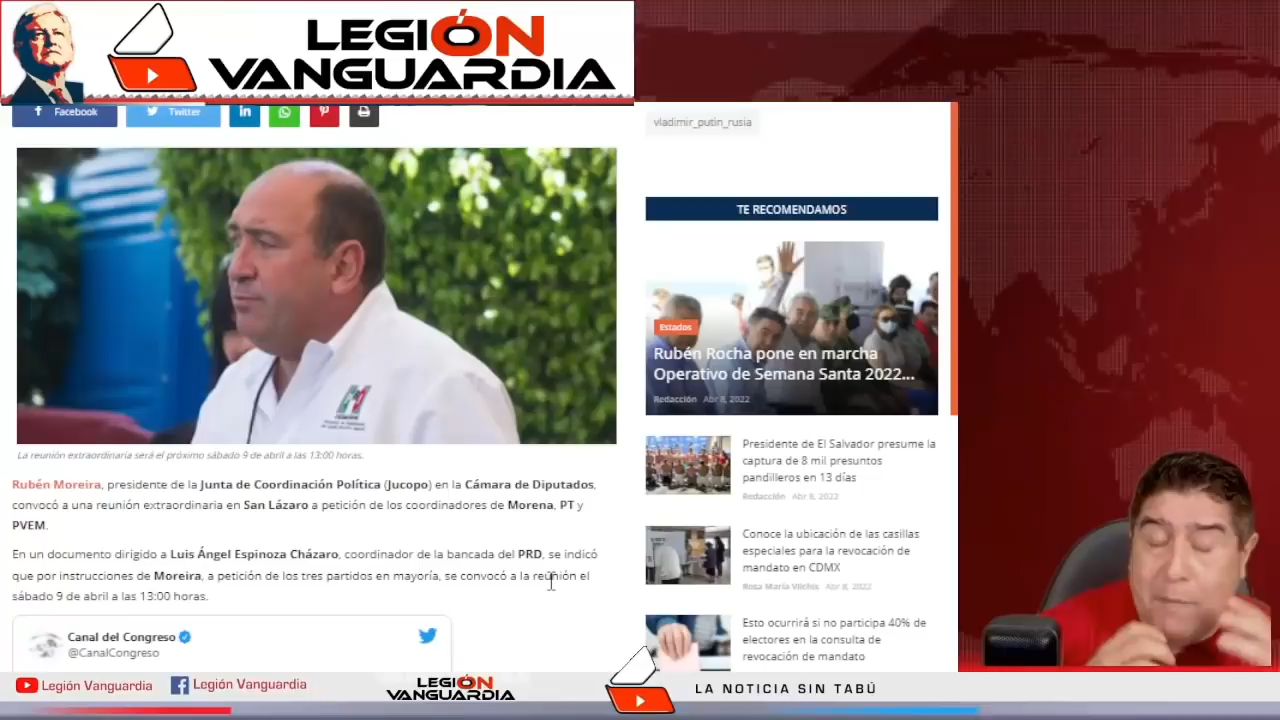 LEGIÓN
VANGUARDIA
Facebook
Twitter
in
vladimir_putin_rusia
TE RECOMENDAMOS
Estados
Rubén Rocha pone en marcha
Operativo de Semana Santa 2022...
Redacción Abr 8, 2022
La reunión extraordinaria será el próximo sábado 9 de abril a las 13:00 horas.
Rubén Moreira, presidente de la Junta de Coordinación Política (Jucopo) en la Cámara de Diputados,
convocó a una reunión extraordinaria en San Lázaro a petición de los coordinadores de Morena, PT y
PVEM.
En un documento dirigido a Luis Ángel Espinoza Cházaro, coordinador de la bancada del PRD, se indicó
que por instrucciones de Moreira, a petición de los tres partidos en mayoría, se convocó a la reunión el
sábado 9 de abril a las 13:00 horas.
Canal del Congreso
@CanalCongreso
Presidente de El Salvador presume la
captura de 8 mil presuntos
pandilleros en 13 días
Redacción Abr 8, 2022
Conoce la ubicación de las casillas
especiales para la revocación de
mandato en CDMX
Rosa María Vilchis Abr 8, 2022
Esto ocurrirá si no participa 40% de
electores en la consulta de
revocación de mandato
Legión Vanguardia
Legión Vanguardia
LEGIÓN
VANGUARDIA
LA NOTICIA SIN TABÚ